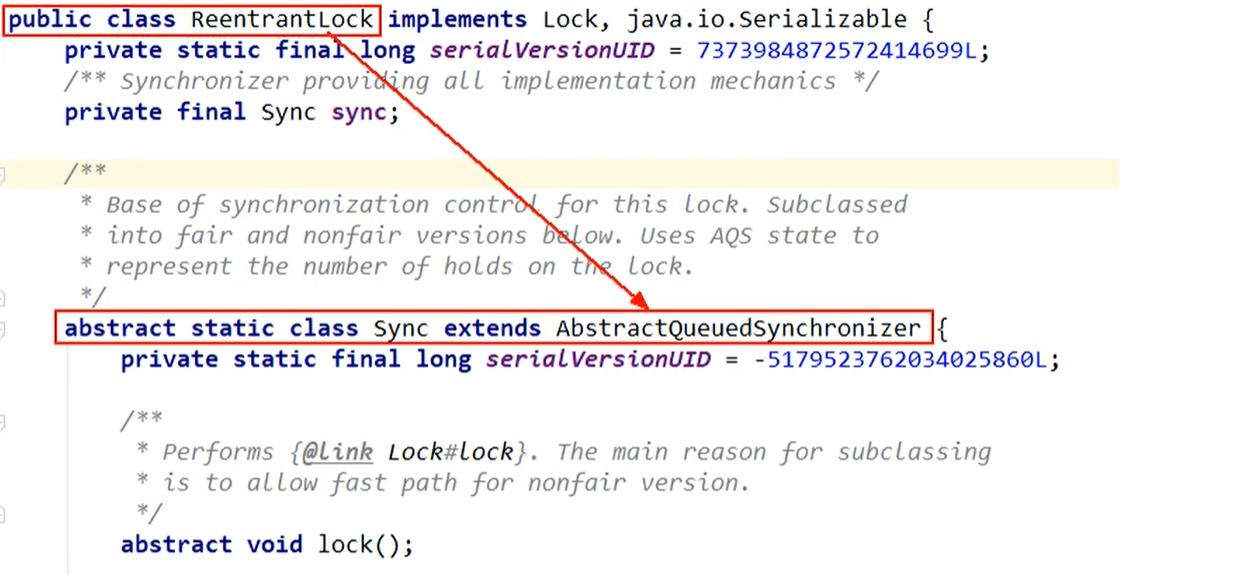 public class ReentrantLock implements Lock, java.io.Serializable {
private static final long serialVersionUID = 7373984872572414699L;
/** Synchronizer providing all implementation mechanics */
private final Sync sync;
/**
* Base of synchronization control for this lock. Subclassed
* into fair and nonfair versions below. Uses AQS state to
* represent the number of holds on the lock.
*/
abstract static class Sync extends AbstractQueuedSynchronizer {
private static final long serialVersionUID = -5179523762034025860L;
/**
* Performs {@link Lock#lock}. The main reason for subclassing
* is to allow fast path for nonfair version.
*/
abstract void lock();